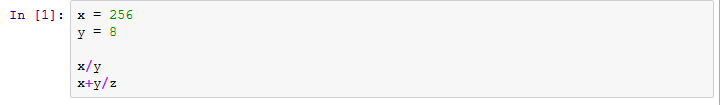 In [1]: x = 256
y = 8
x/y
x+y/z